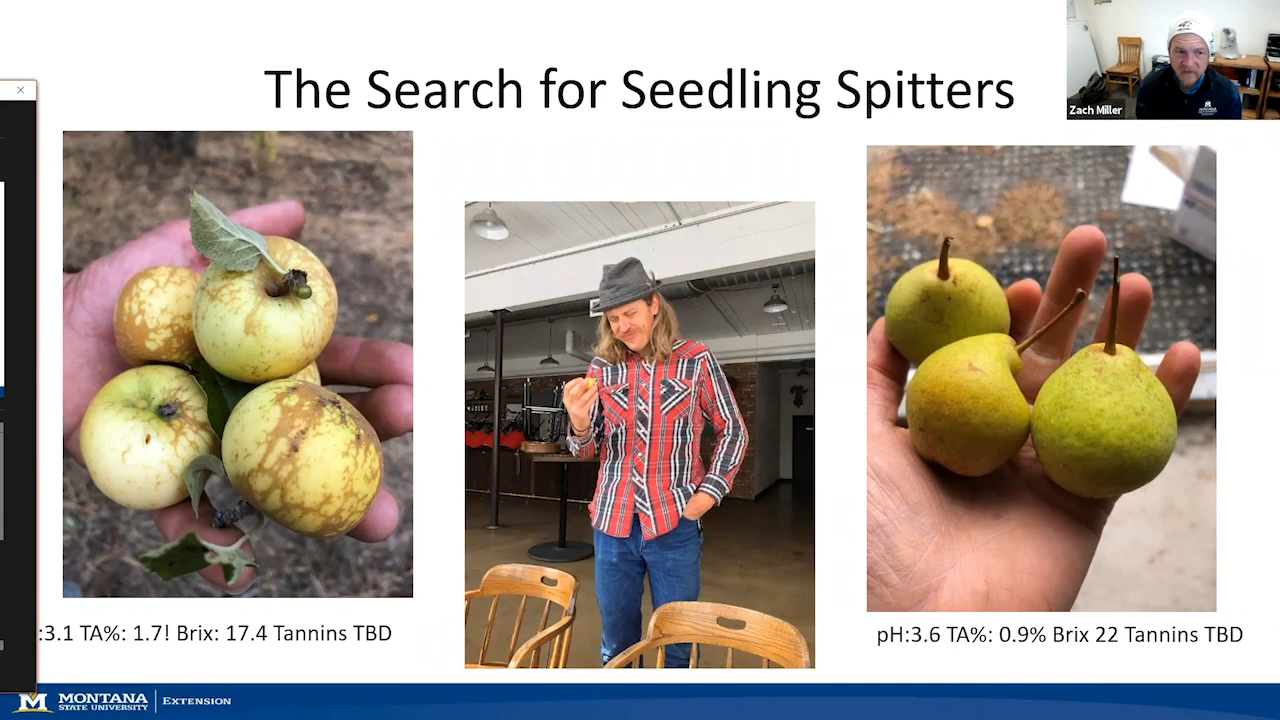 The Search for Seedling Spitters
Zach Miller
:3.1 TA%: 1.7! Brix: 17.4 Tannins TBD
pH:3.6 TA%: 0.9% Brix 22 Tannins TBD
M MONTANA
STATE UNIVERSITY
EXTENSION